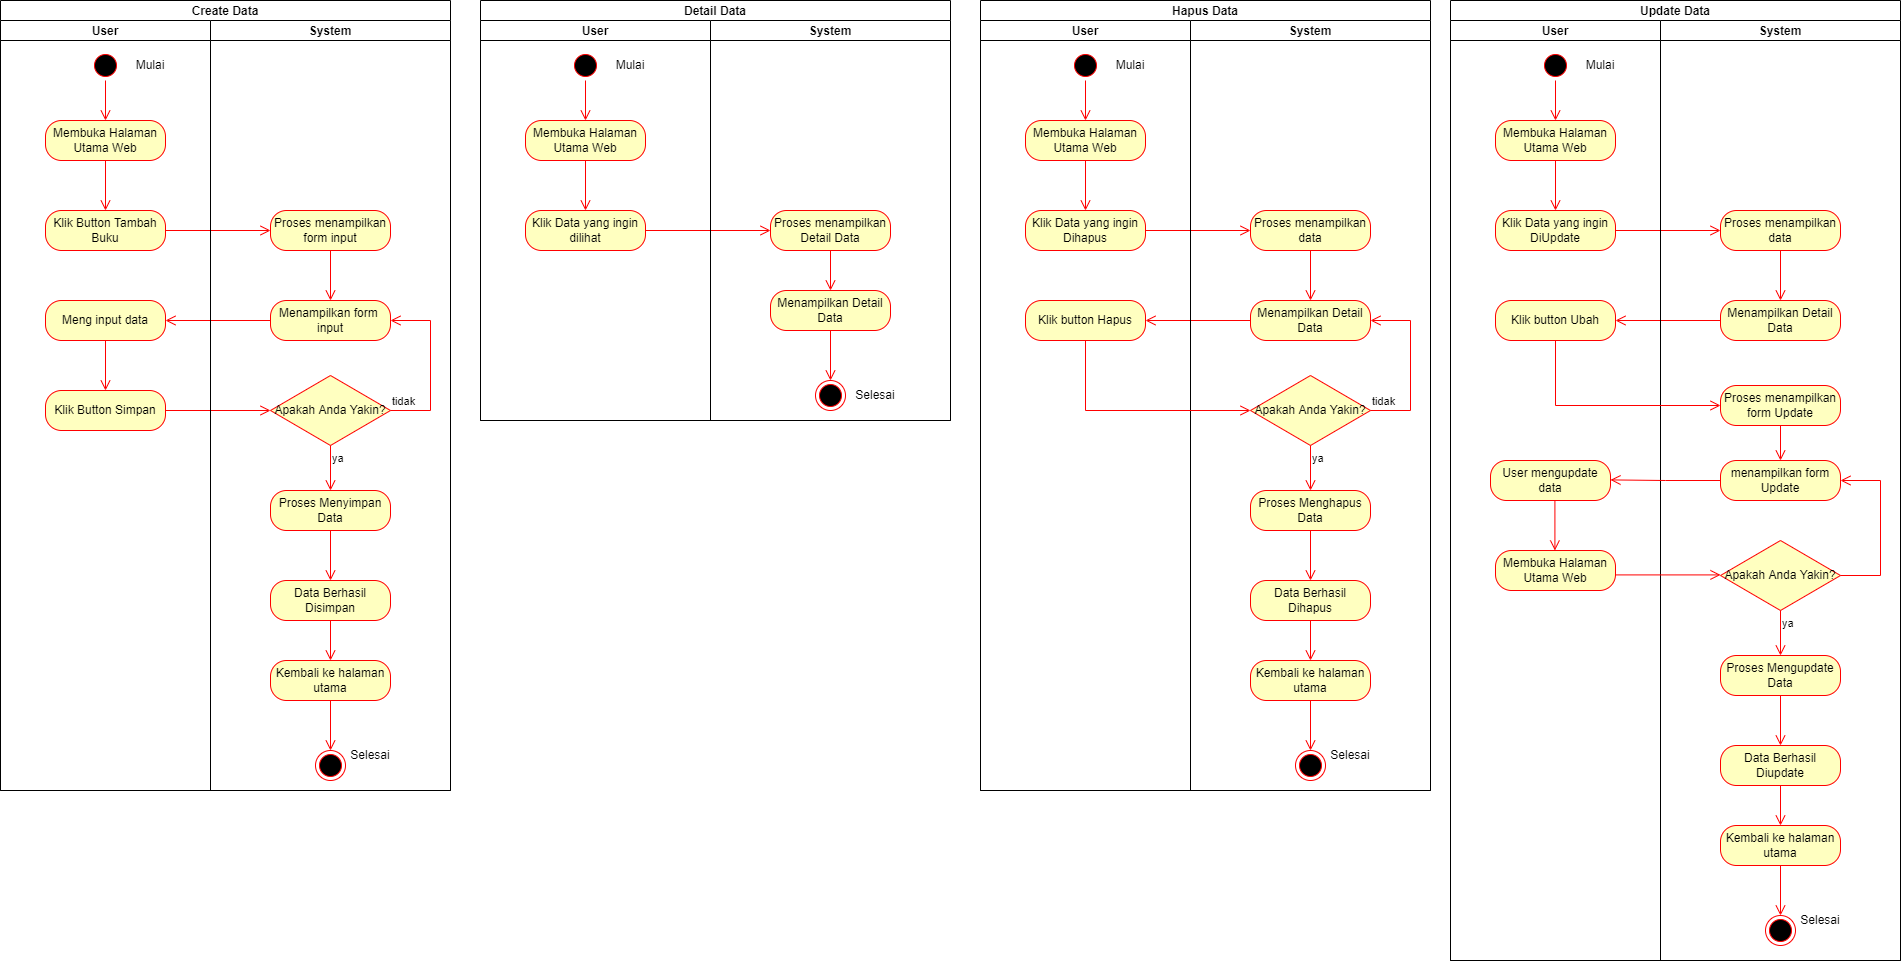 Create Data
User
System
Mulai
Membuka Halaman
Utama Web
Klik Button Tambah
Buku
Proses menampilkan
form input
Meng input data
Menampilkan form
input
Klik Button Simpan
Apakah Anda Yakin?
tidak
ya
Proses Menyimpan
Data
Data Berhasil
Disimpan
Kembali ke halaman
utama
Selesai
Detail Data
User
System
Mulai
Membuka Halaman
Utama Web
Klik Data yang ingin
dilihat
Proses menampilkan
Detail Data
Menampilkan Detail
Data
Selesai
Hapus Data
User
System
Mulai
Membuka Halaman
Utama Web
Klik Data yang ingin
Dihapus
Proses menampilkan
data
Klik button Hapus
Menampilkan Detail
Data
Apakah Anda Yakin?
tidak
ya
Proses Menghapus
Data
Data Berhasil
Dihapus
Kembali ke halaman
utama
Selesai
Update Data
User
System
Mulai
Membuka Halaman
Utama Web
Klik Data yang ingin
DiUpdate
Proses menampilkan
data
Klik button Ubah
Menampilkan Detail
Data
Proses menampilkan
form Update
User mengupdate
data
menampilkan form
Update
Membuka Halaman
Utama Web
Apakah Anda Yakin?
ya
Proses Mengupdate
Data
Data Berhasil
Diupdate
Kembali ke halaman
utama
Selesai